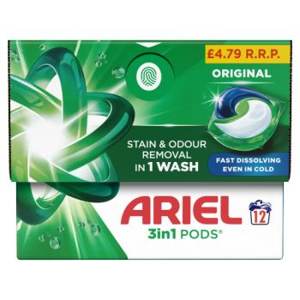 £4.79 R.R.P.
ORIGINAL
STAIN & ODOUR
REMOVAL
IN 1 WASH
FAST DISSOLVING
EVEN IN COLD
ARIEL
3in1 PODS®
12